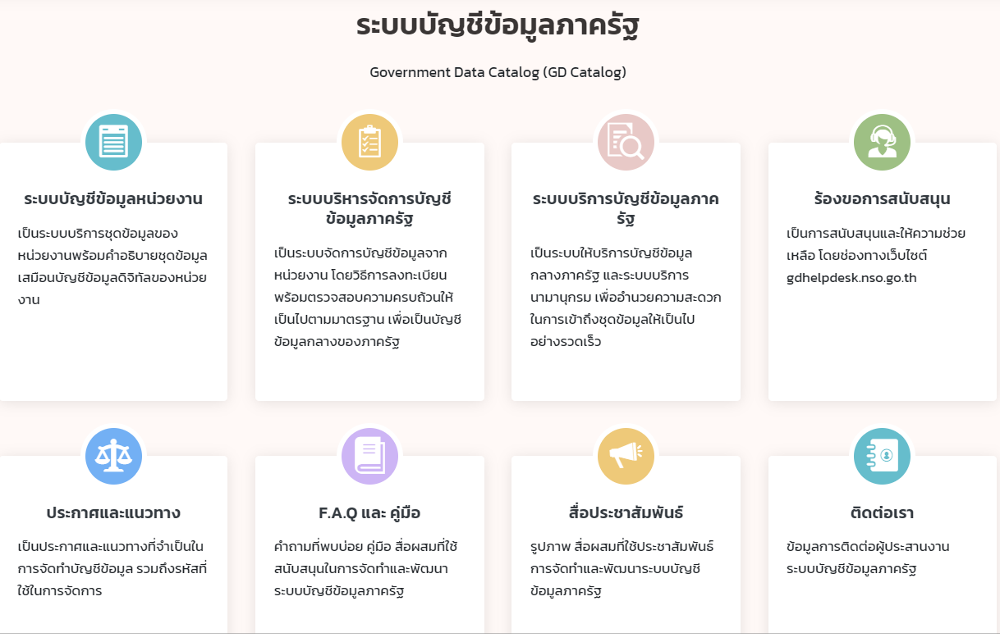 ระบบบัญชีข้อมูลภาครัฐ
Government Data Catalog (GD Catalog)
ระบบบัญชีข้อมูลหน่วยงาน
เป็นระบบบริการชุดข้อมูลของ
หน่วยงานพร้อมคำอธิบายชุดข้อมูล
เสมือนบัญชีข้อมูลดิจิทัลของหน่วย
งาน
ระบบบริหารจัดการบัญชี
ข้อมูลภาครัฐ
เป็นระบบจัดการบัญชีข้อมูลจาก
หน่วยงาน โดยวิธีการลงทะเบียน
พร้อมตรวจสอบความครบถ้วนให้
เป็นไปตามมาตรฐาน เพื่อเป็นบัญชี
ข้อมูลกลางของภาครัฐ
ระบบบริการบัญชีข้อมูลภาค
รัฐ
เป็นระบบให้บริการบัญชีข้อมูล
กลางภาครัฐ และระบบบริการ
นามานุกรม เพื่ออำนวยความสะดวก
ในการเข้าถึงชุดข้อมูลให้เป็นไป
อย่างรวดเร็ว
ร้องขอการสนับสนุน
เป็นการสนับสนุนและให้ความช่วย
เหลือ โดยช่องทางเว็บไซต์
gdhelpdesk.nso.go.th
ประกาศและแนวทาง
เป็นประกาศและแนวทางที่จำเป็นใน
การจัดทำบัญชีข้อมูล รวมถึงรหัสที่
ใช้ในการจัดการ
F.A.Q และ คู่มือ
คำถามที่พบบ่อย คู่มือ สื่อผสมที่ใช้
สนับสนุนในการจัดทำและพัฒนา
ระบบบัญชีข้อมูลภาครัฐ
สื่อประชาสัมพันธ์
รูปภาพ สื่อผสมที่ใช้ประชาสัมพันธ์
การจัดทำและพัฒนาระบบบัญชี
ข้อมูลภาครัฐ
ติดต่อเรา
ข้อมูลการติดต่อผู้ประสานงาน
ระบบบัญชีข้อมูลภาครัฐ